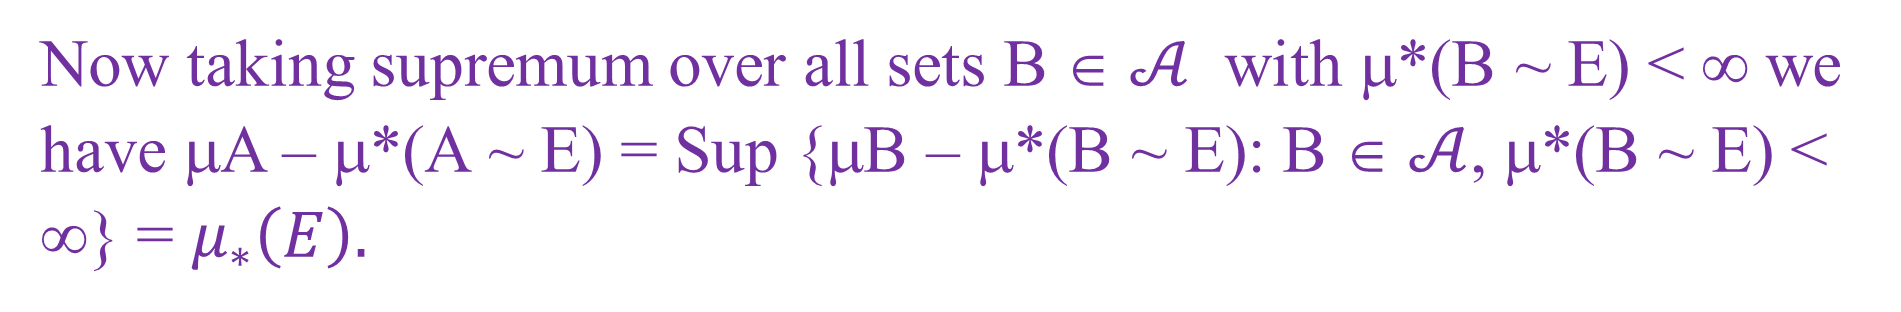 Now taking supremum over all sets B ∈ 𝒜 with μ*(B ~ E) < ∞ we
have μA – μ*(A ~ E) = Sup {μB – μ*(B ~ E): B ∈ 𝒜, μ*(B ~ E) <
∞} = μ∗(E).